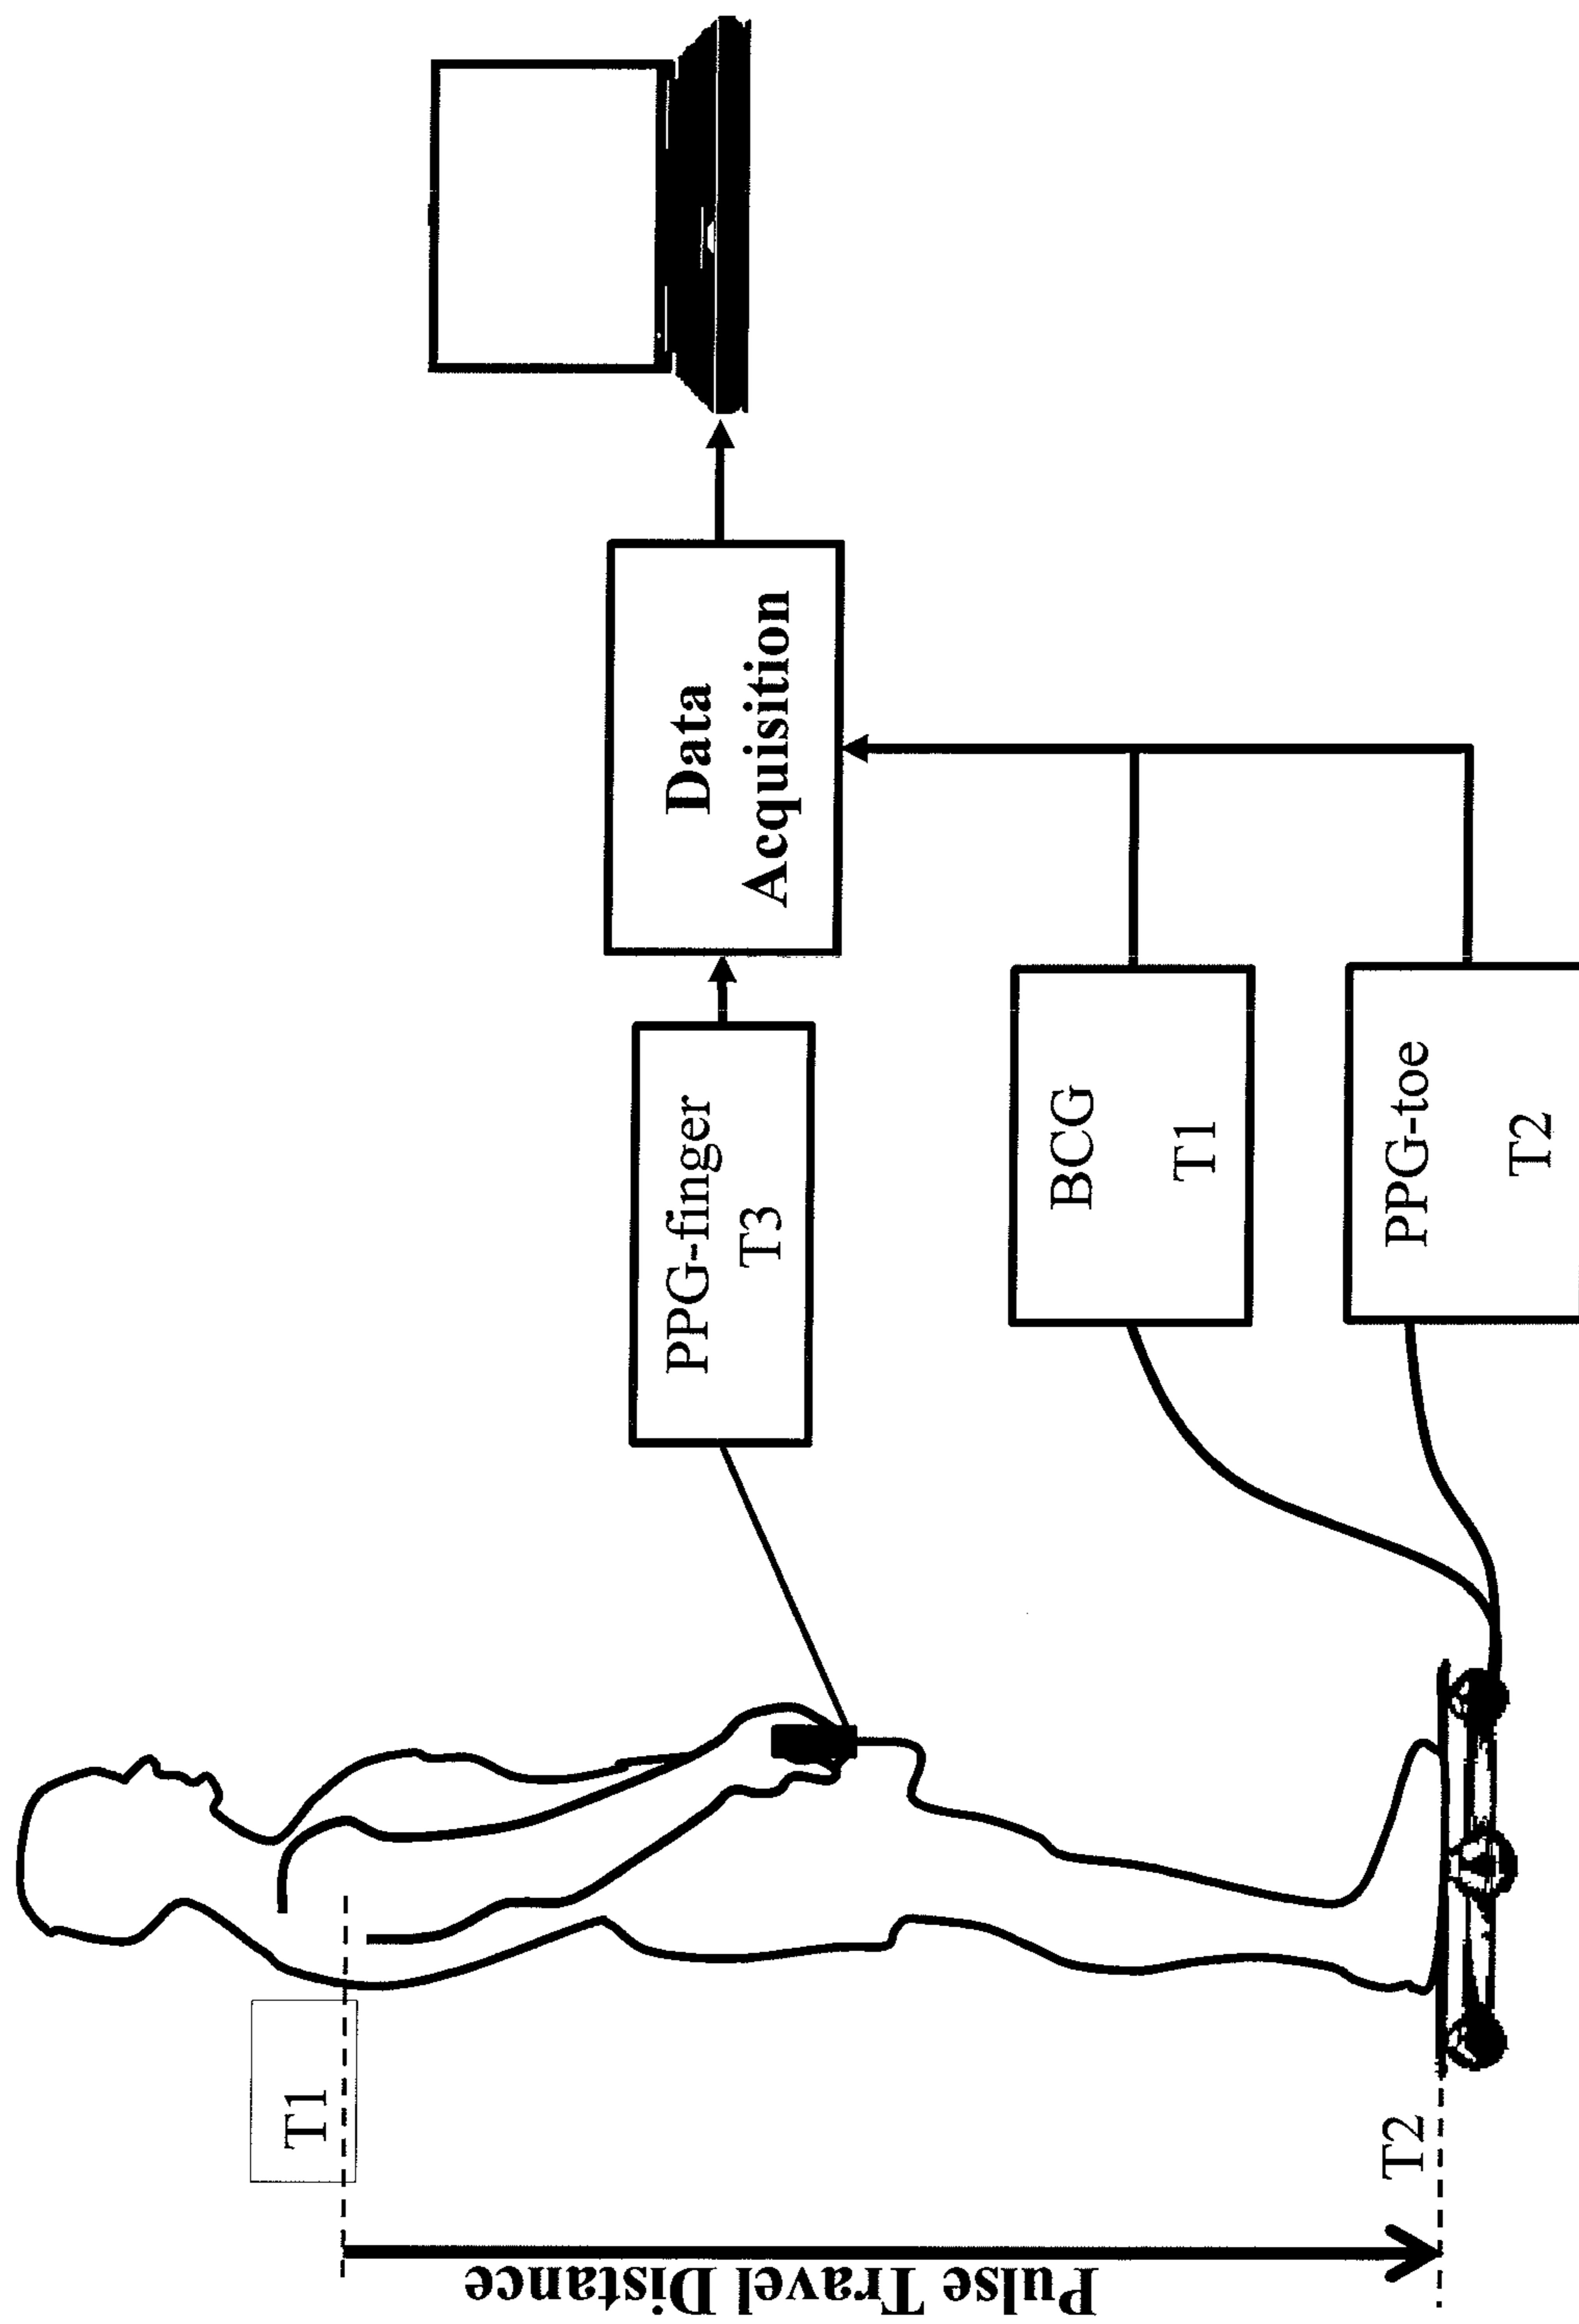 Pulse Travel Distance
T1
T2
PPG-finger
T3
BCG
T1
PPG-toe
T2
Data
Acquisition